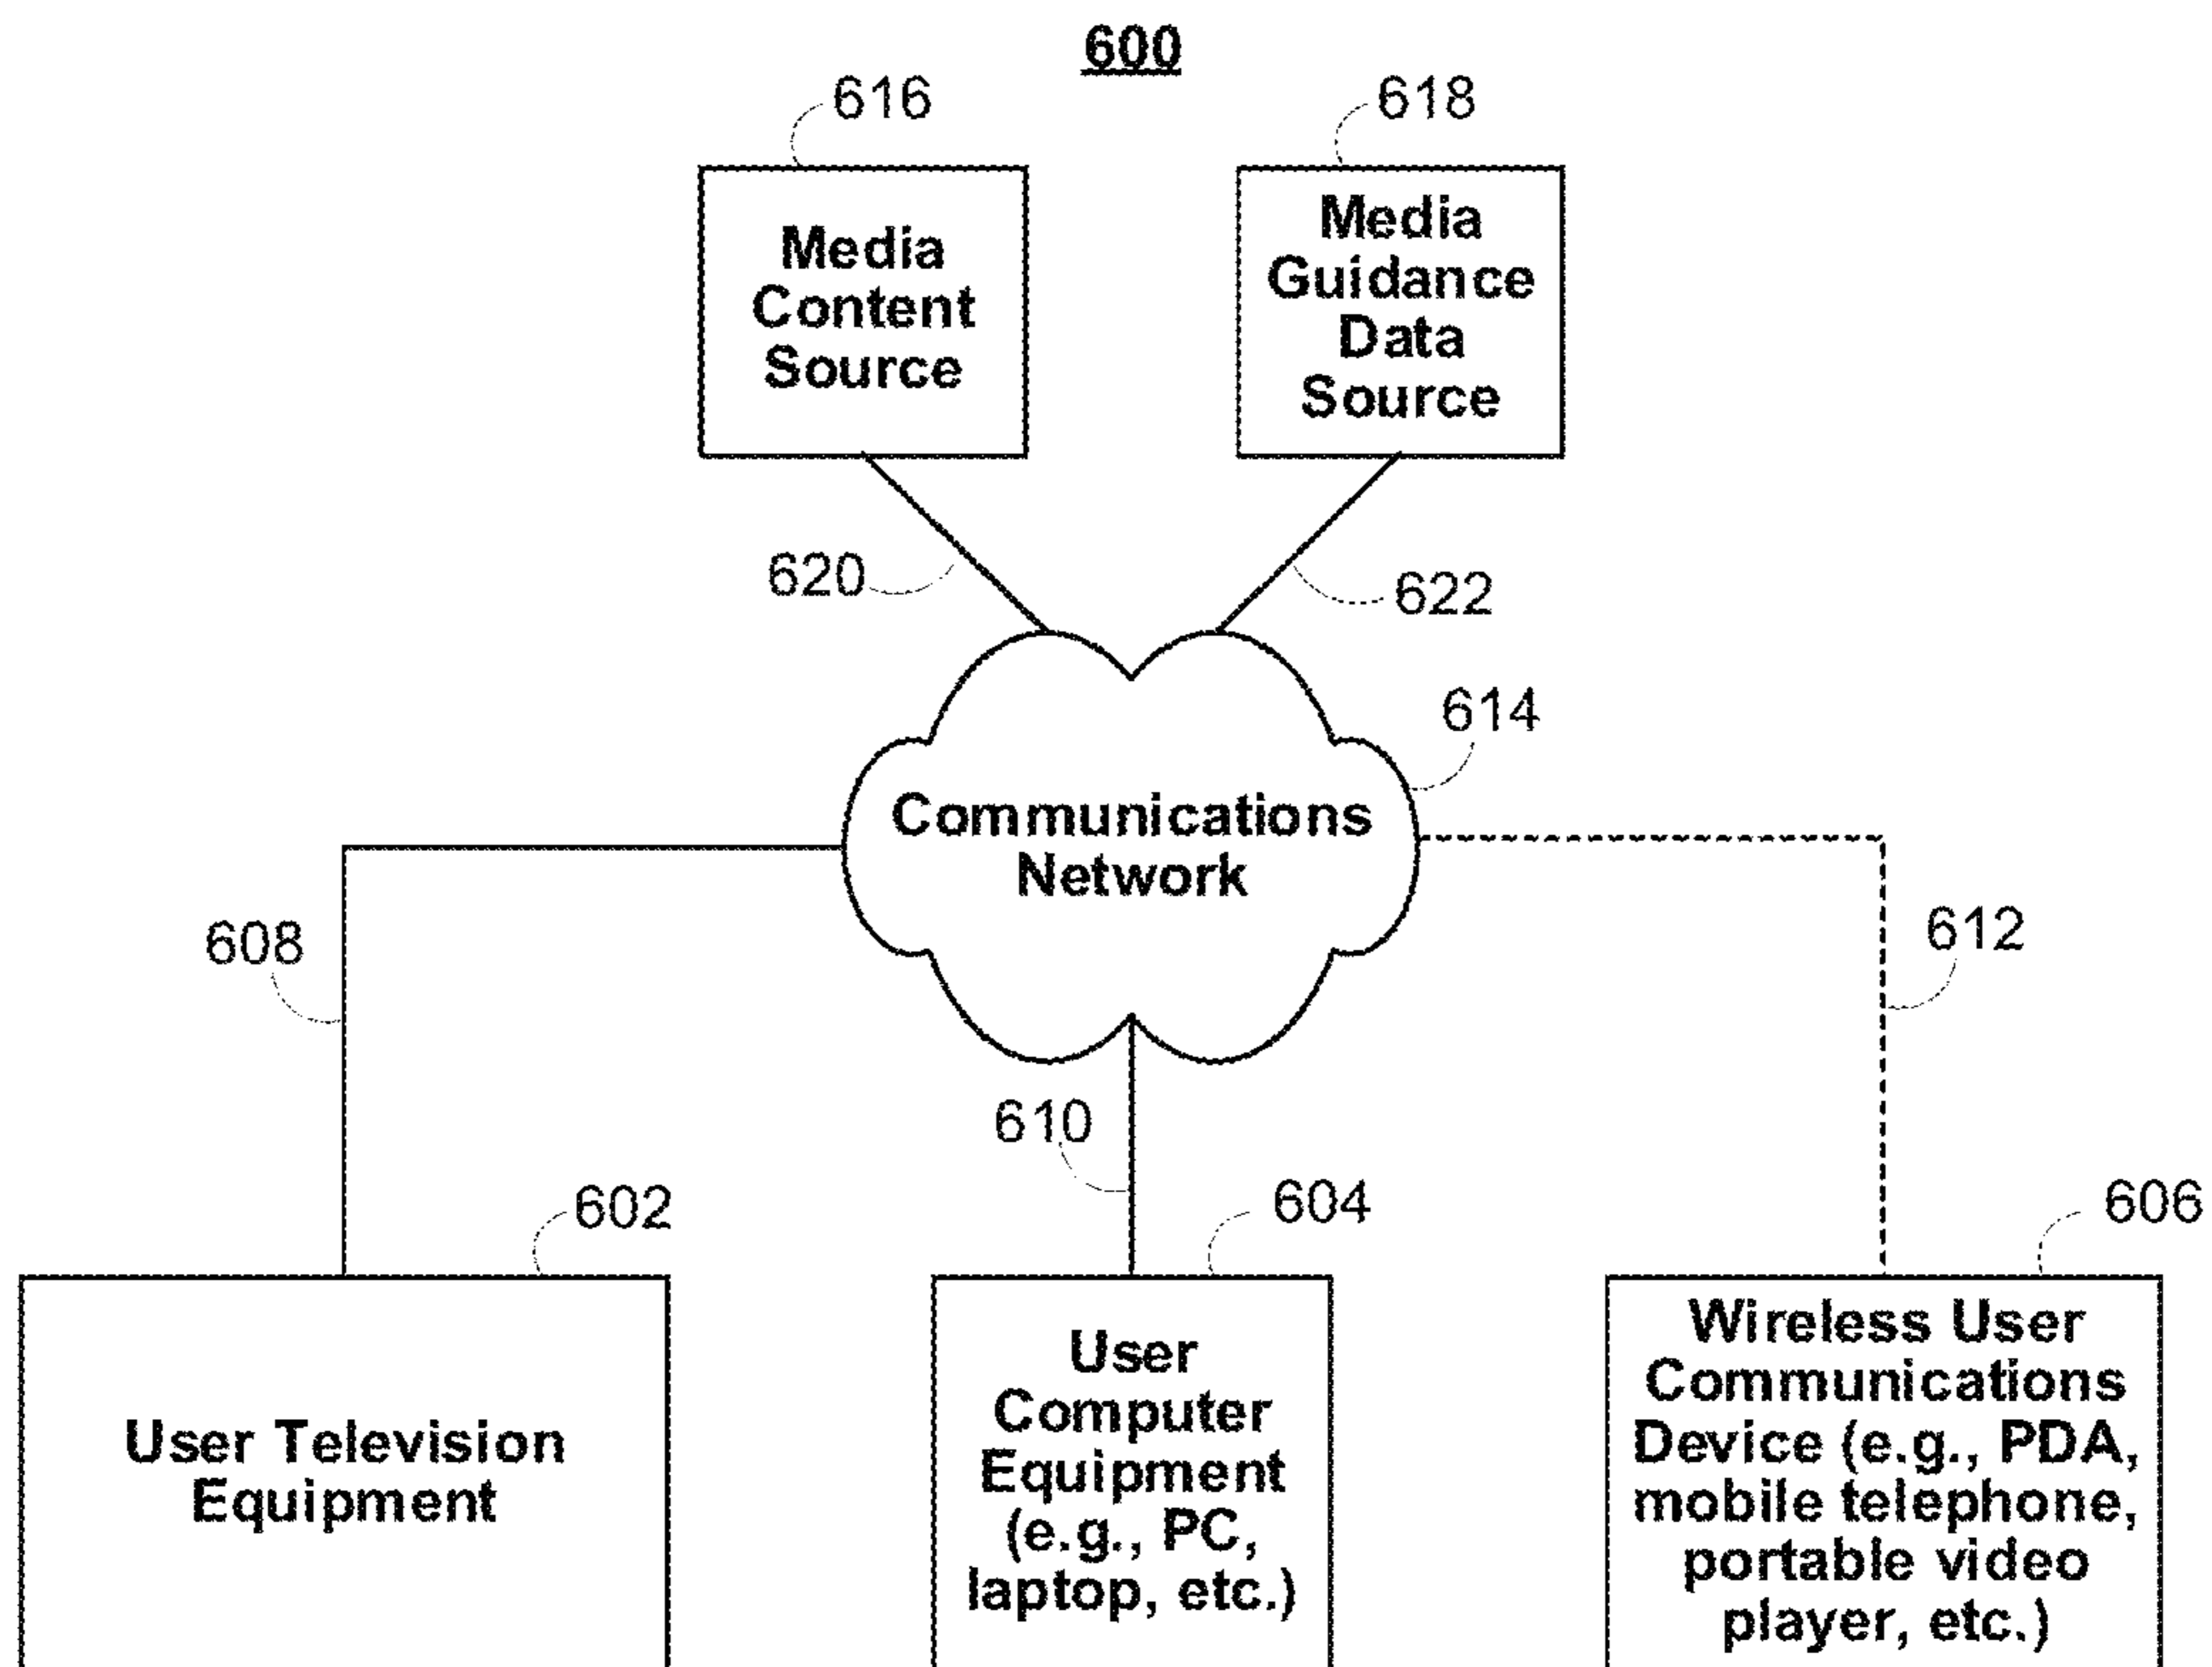 600
616
618
Media
Content
Source
Media
Guidance
Data
Source
620
622
614
Communications
Network
608
612
610
602
604
606
User Television
Equipment
User
Computer
Equipment
(e.g., PC,
laptop, etc.)
Wireless User
Communications
Device (e.g., PDA,
mobile telephone,
portable video
player, etc.)